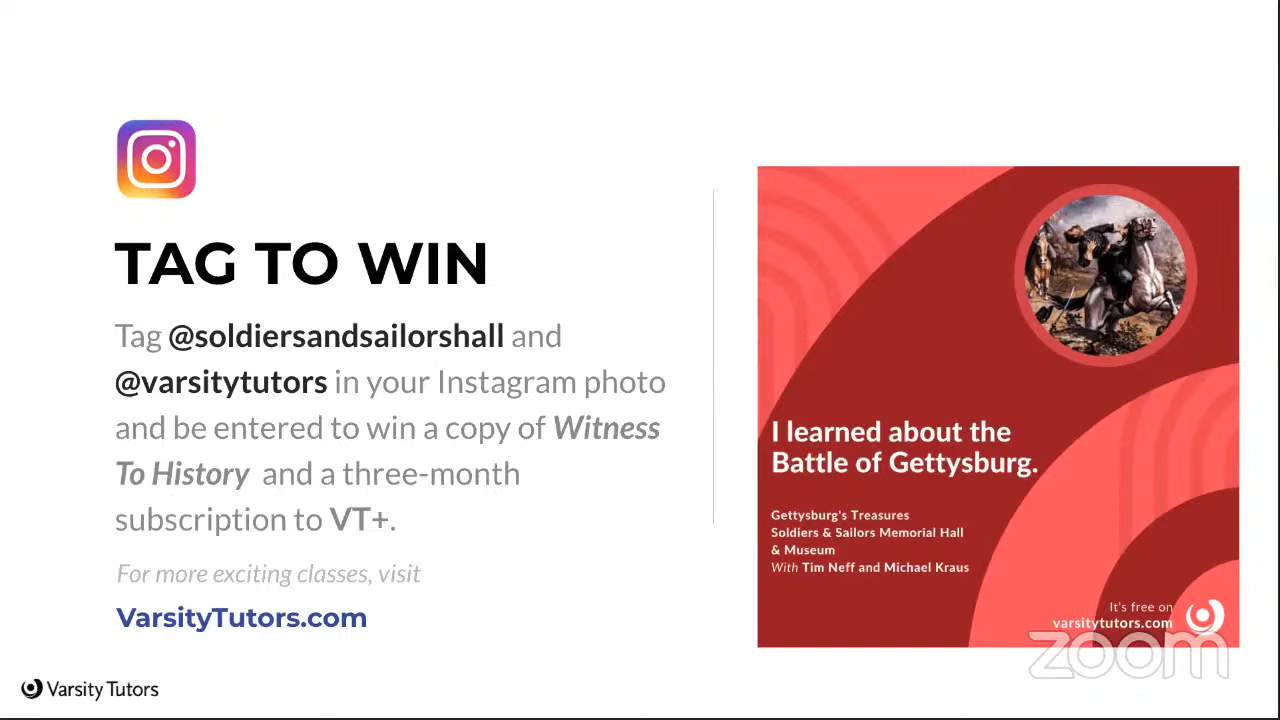 TAG TO WIN
Tag @soldiersandsailorshall and
@varsitytutors in your Instagram photo
and be entered to win a copy of Witness
To History and a three-month
subscription to VT+.
For more exciting classes, visit
VarsityTutors.com
Varsity Tutors
I learned about the
Battle of Gettysburg.
Gettysburg's Treasures
Soldiers & Sailors Memorial Hall
& Museum
With Tim Neff and Michael Kraus
It's free on
varsitytutors.com
zoom